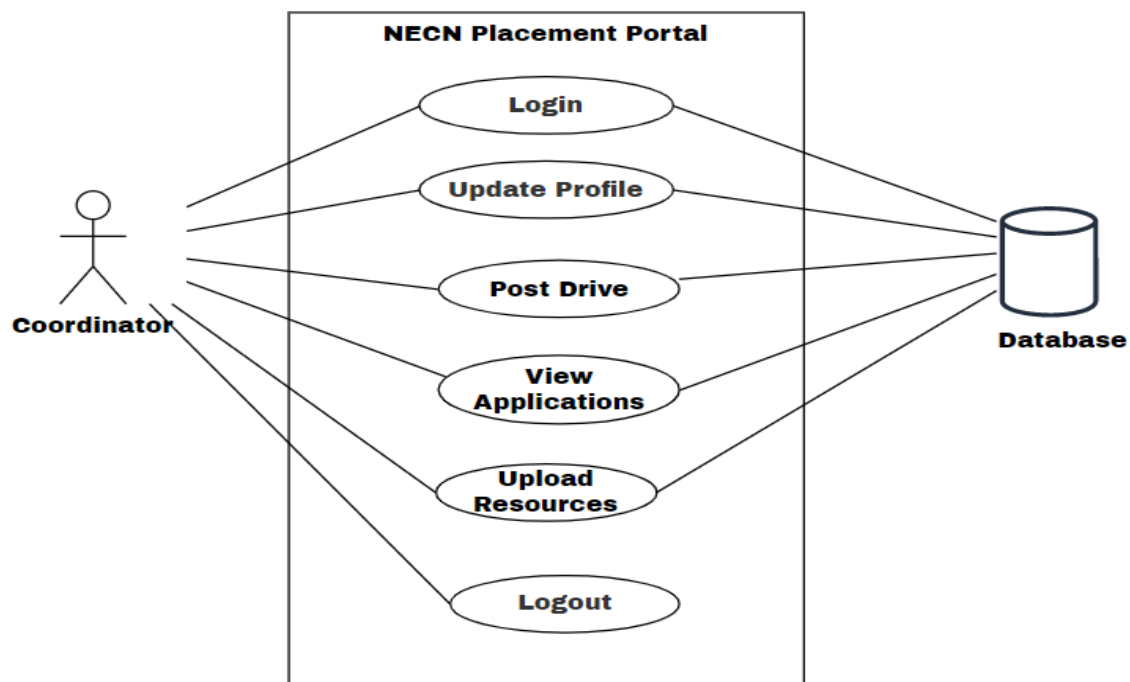 NECN Placement Portal
Login
Update Profile
Post Drive
Coordinator
Database
View
Applications
Upload
Resources
Logout